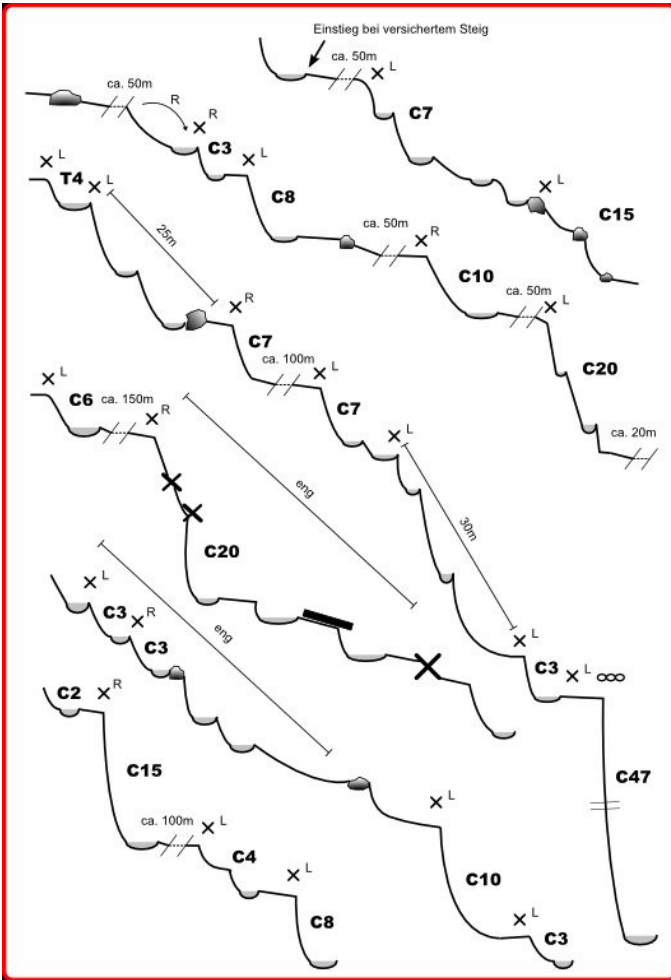 Einstieg bei versichertem Steig
ca. 50m
L
C7
L
C15
ca. 50m
R
R
C3
L
C8
ca. 50m
R
C10
ca. 50m
L
C20
ca. 20m
L
T4
L
25m
R
C7
ca. 100m
L
C7
L
30m
L
C3
L
C47
L
C6
ca. 150m
R
eng
C20
eng
L
C3
R
C3
L
C10
L
C3
C2
R
C15
ca. 100m
L
C4
L
C8